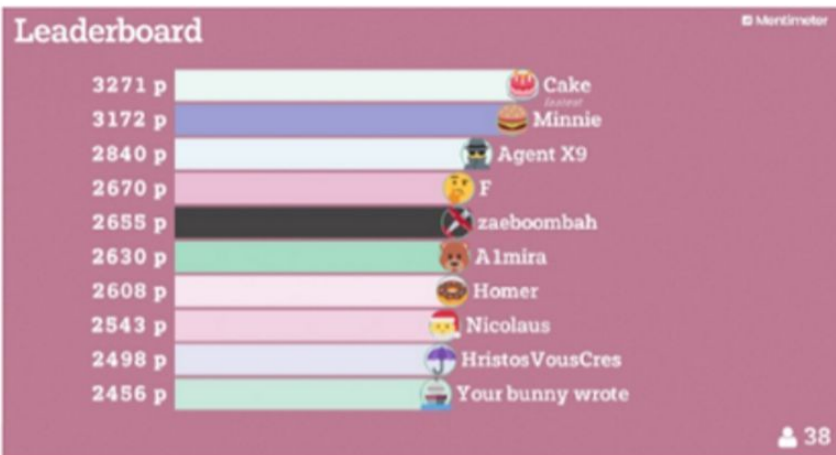 Leaderboard
Mentimeter
3271 p Cake
fastest
3172 p Minnie
2840 p Agent X9
2670 p F
2655 p zaeboombah
2630 p A1mira
2608 p Homer
2543 p Nicolaus
2498 p HristosVousCres
2456 p Your bunny wrote
38